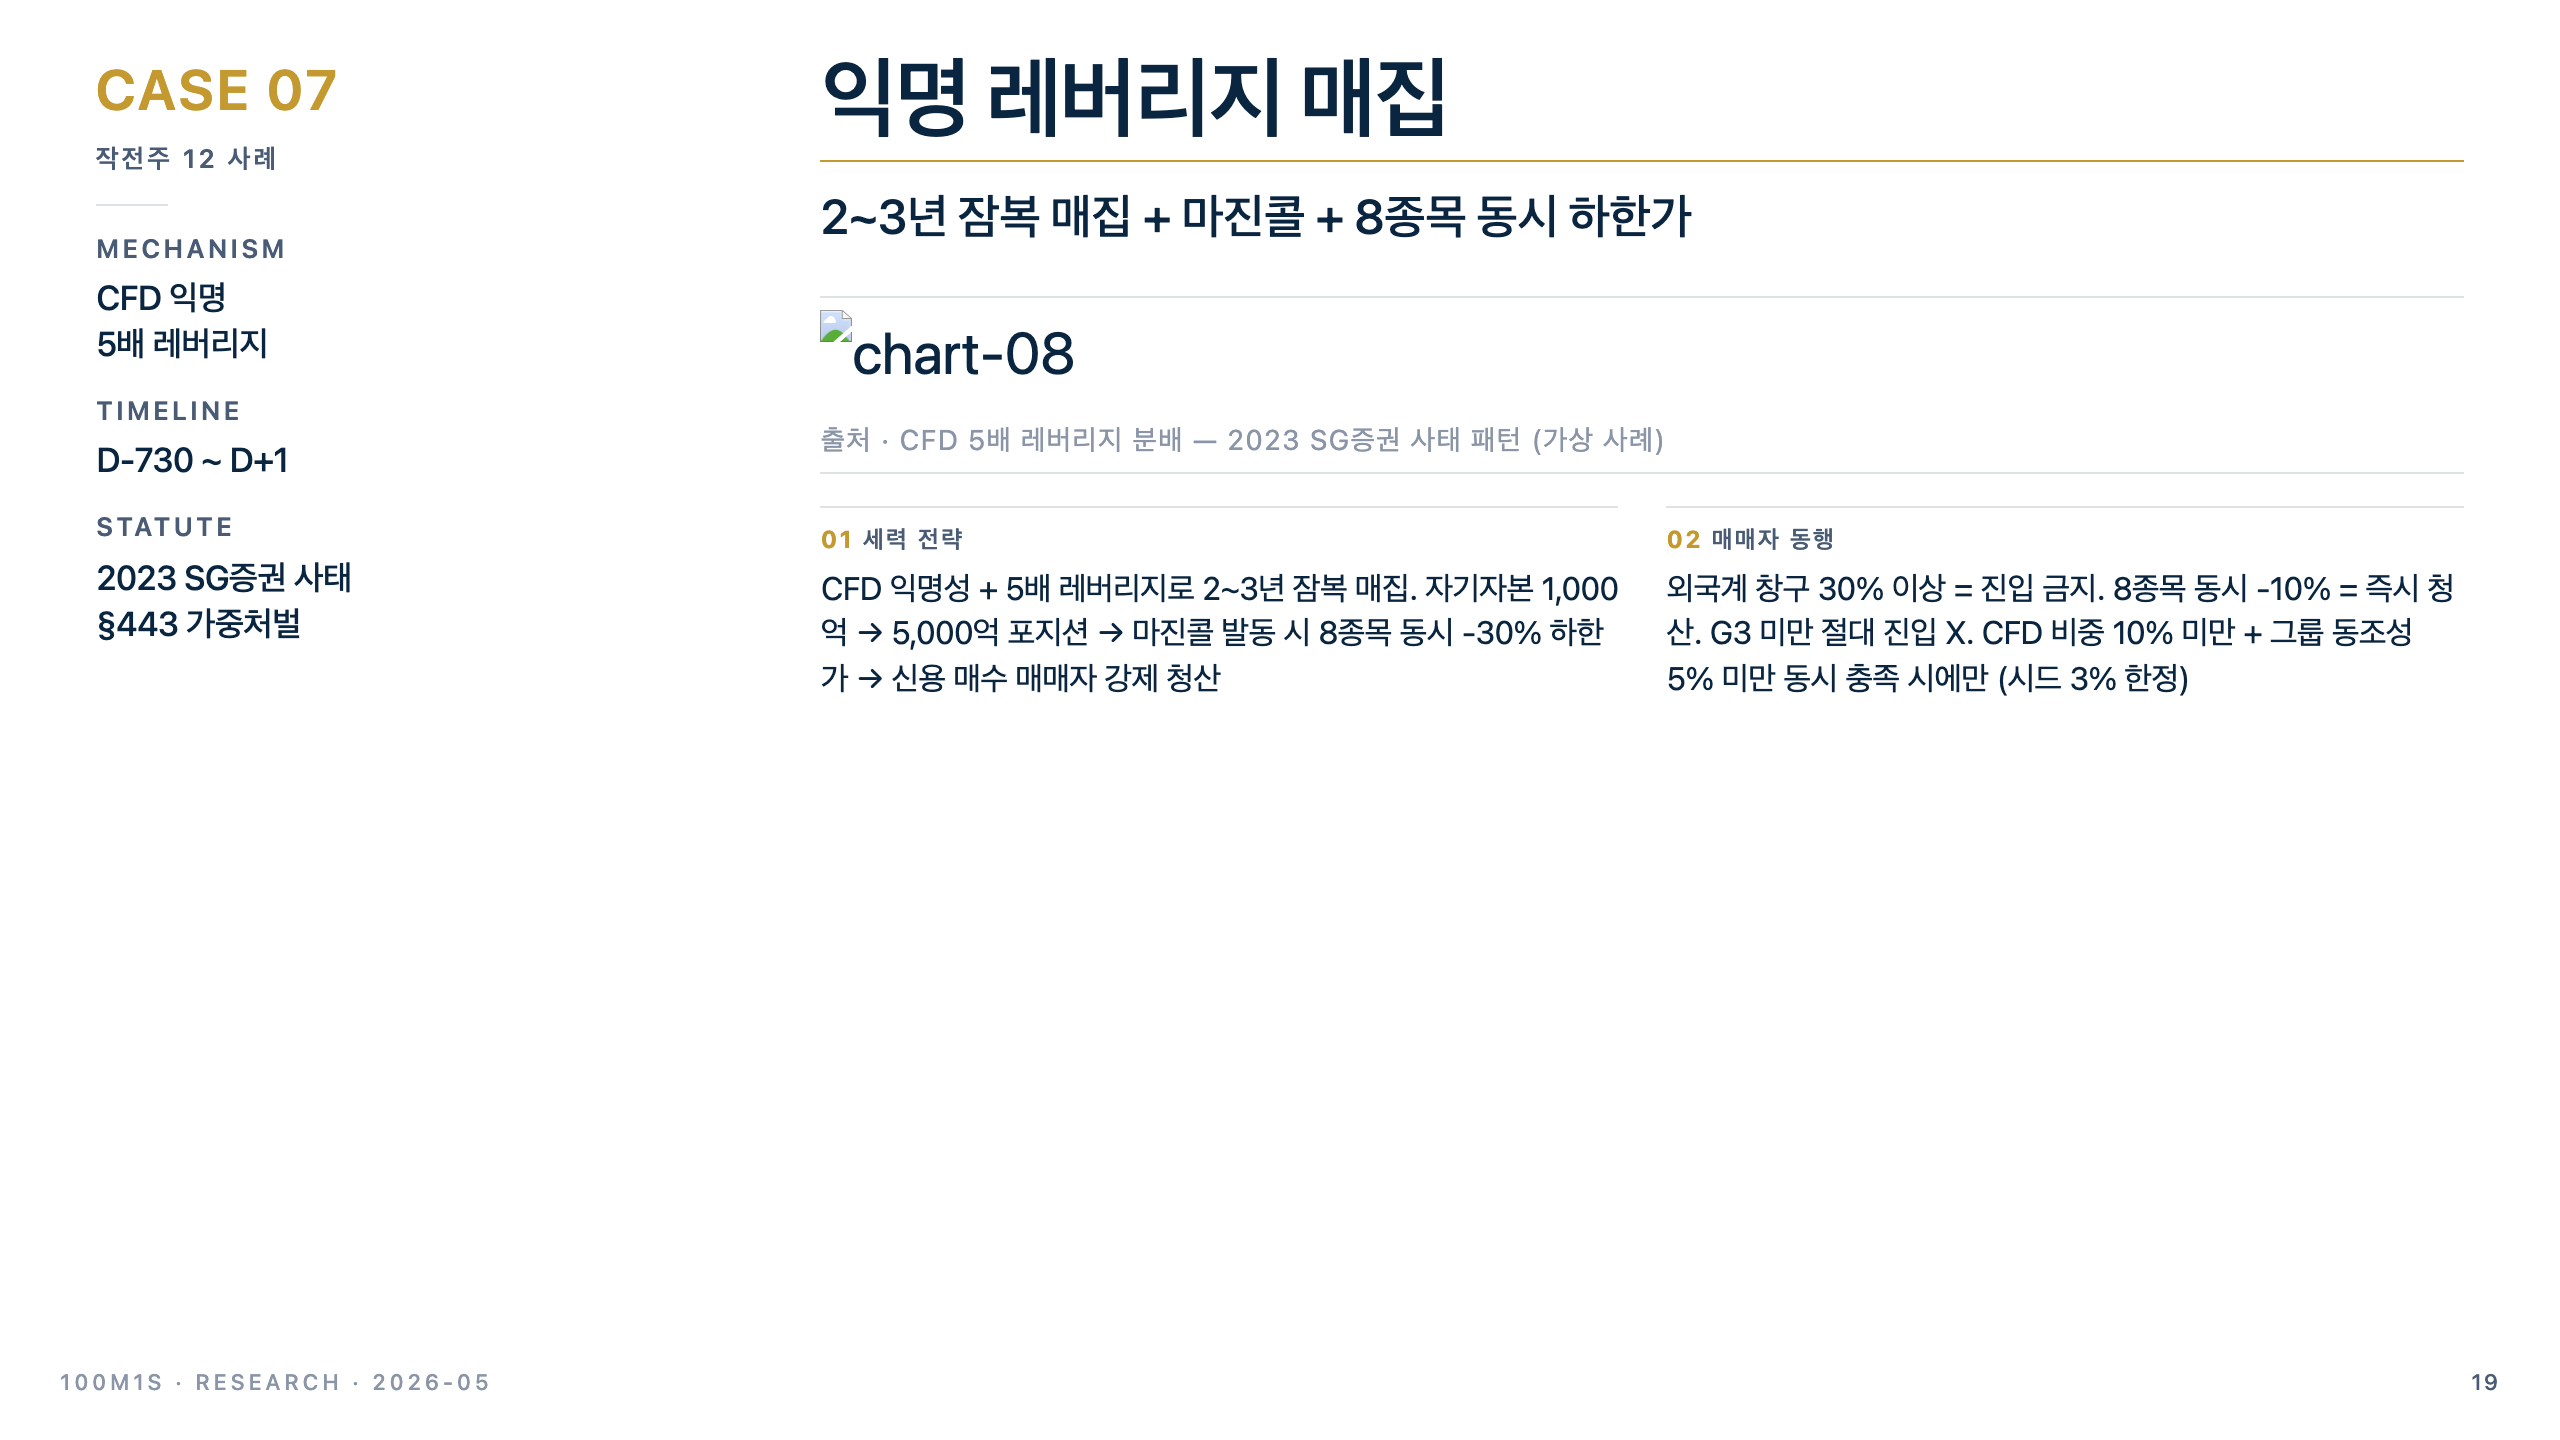 CASE 07
작전주 12 사례
MECHANISM
CFD 익명
5배 레버리지
TIMELINE
D-730 ~ D+1
STATUTE
2023 SG증권 사태
§443 가중처벌
익명 레버리지 매집
2~3년 잠복 매집 + 마진콜 + 8종목 동시 하한가
chart-08
출처 · CFD 5배 레버리지 분배 — 2023 SG증권 사태 패턴 (가상 사례)
01 세력 전략
CFD 익명성 + 5배 레버리지로 2~3년 잠복 매집. 자기자본 1,000
억 → 5,000억 포지션 → 마진콜 발동 시 8종목 동시 -30% 하한
가 → 신용 매수 매매자 강제 청산
02 매매자 동행
외국계 창구 30% 이상 = 진입 금지. 8종목 동시 -10% = 즉시 청
산. G3 미만 절대 진입 X. CFD 비중 10% 미만 + 그룹 동조성
5% 미만 동시 충족 시에만 (시드 3% 한정)
100M1S · RESEARCH · 2026-05
19